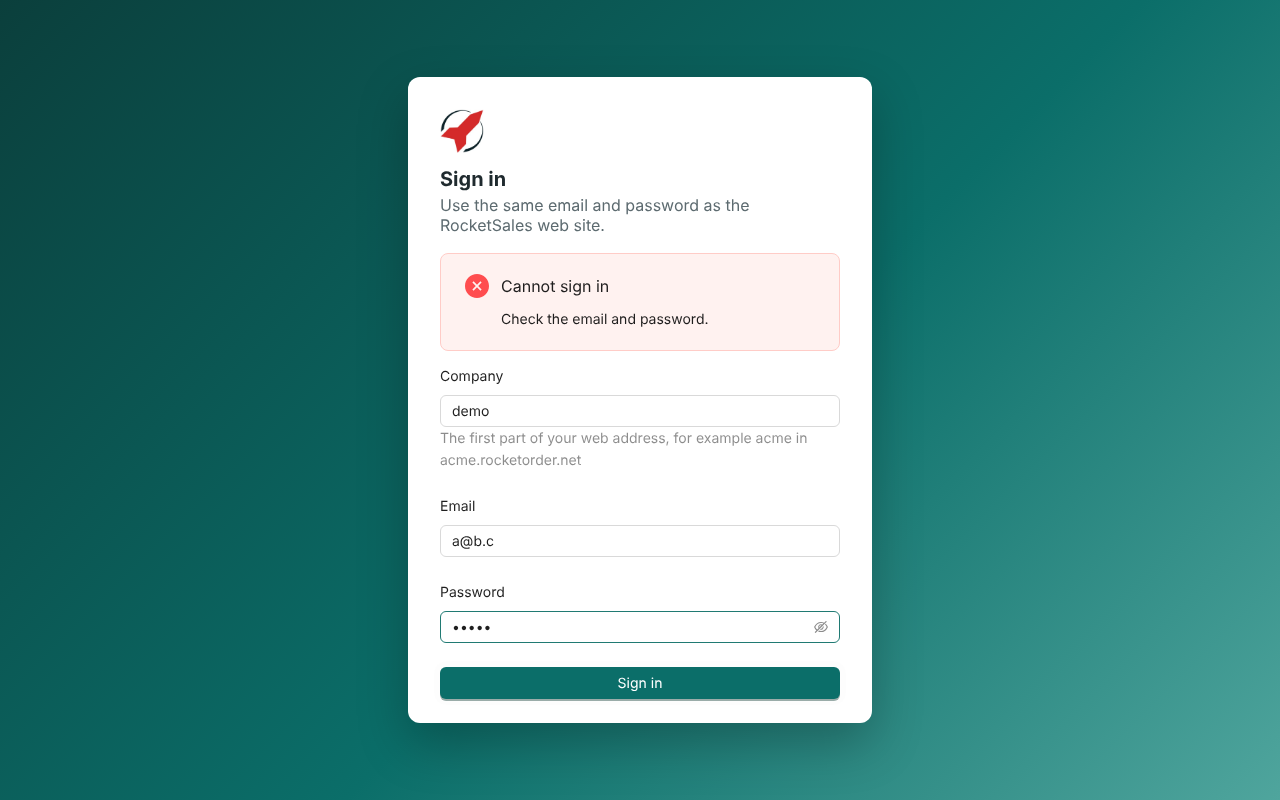 Sign in
Use the same email and password as the
RocketSales web site.
Cannot sign in
Check the email and password.
Company
demo
The first part of your web address, for example acme in
acme.rocketorder.net
Email
a@b.c
Password
•••••
Sign in